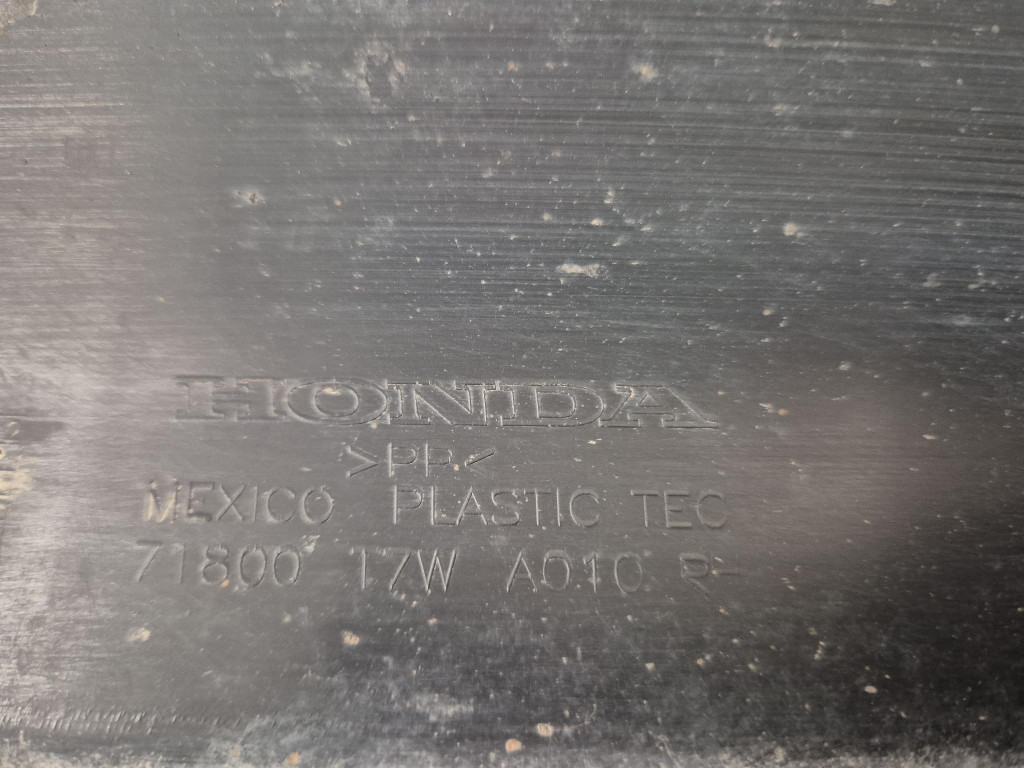 HONDA
>PP<
MEXICO PLASTIC TEC
71800 T7W A010 R-